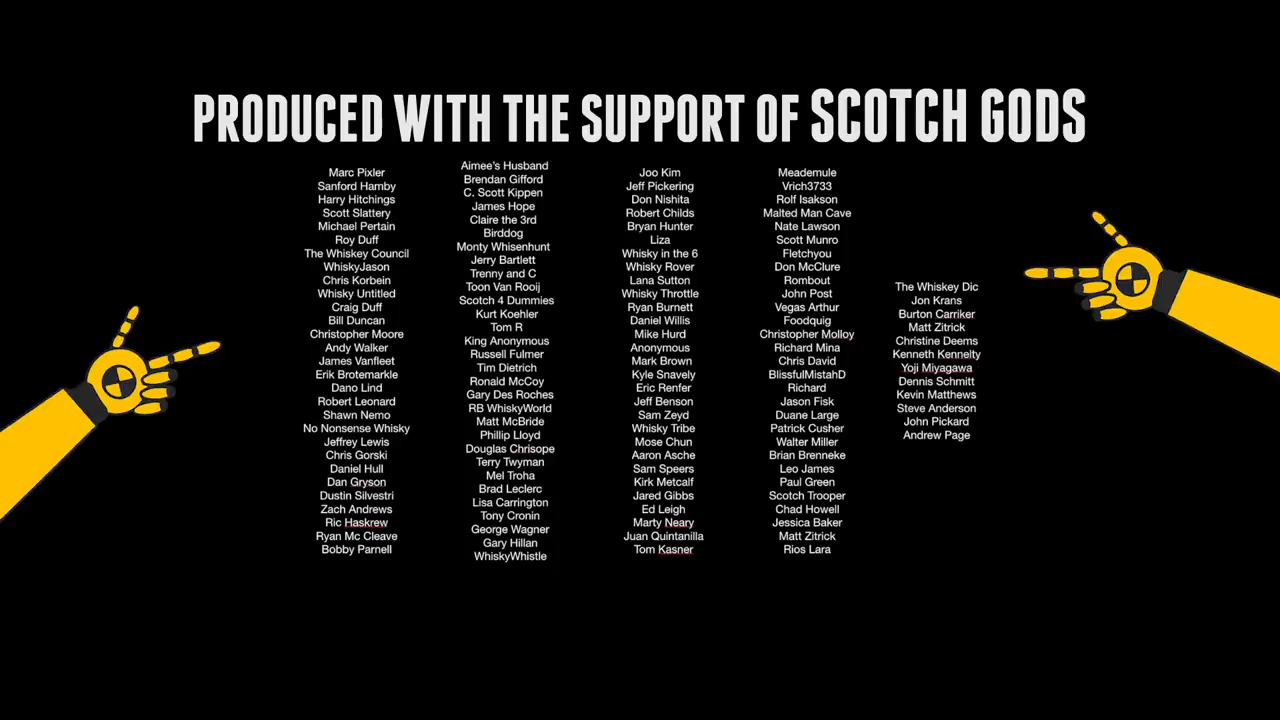 PRODUCED WITH THE SUPPORT OF SCOTCH GODS
Marc Pixler
Sanford Hamby
Harry Hitchings
Scott Slattery
Michael Pertain
Roy Duff
The Whiskey Council
WhiskyJason
Chris Korbein
Whisky Untitled
Craig Duff
Bill Duncan
Christopher Moore
Andy Walker
James Vanfleet
Erik Brotemarkle
Dano Lind
Robert Leonard
Shawn Nemo
No Nonsense Whisky
Jeffrey Lewis
Chris Gorski
Daniel Hull
Dan Gryson
Dustin Silvestri
Zach Andrews
Ric Haskrew
Ryan Mc Cleave
Bobby Parnell
Aimee's Husband
Brendan Gifford
C. Scott Kippen
James Hope
Claire the 3rd
Birddog
Monty Whisenhunt
Jerry Bartlett
Trenny and C
Toon Van Rooij
Scotch 4 Dummies
Kurt Koehler
Tom R
King Anonymous
Russell Fulmer
Tim Dietrich
Ronald McCoy
Gary Des Roches
RB WhiskyWorld
Matt McBride
Phillip Lloyd
Douglas Chrisope
Terry Twyman
Mel Troha
Brad Leclerc
Lisa Carrington
Tony Cronin
George Wagner
Gary Hillan
WhiskyWhistle
Joo Kim
Jeff Pickering
Don Nishita
Robert Childs
Bryan Hunter
Liza
Whisky in the 6
Whisky Rover
Lana Sutton
Whisky Throttle
Ryan Burnett
Daniel Willis
Mike Hurd
Anonymous
Mark Brown
Kyle Snavely
Eric Renfer
Jeff Benson
Sam Zeyd
Whisky Tribe
Mose Chun
Aaron Asche
Sam Speers
Kirk Metcalf
Jared Gibbs
Ed Leigh
Marty Neary
Juan Quintanilla
Tom Kasner
Meademule
Vrich3733
Rolf Isakson
Malted Man Cave
Nate Lawson
Scott Munro
Fletchyou
Don McClure
Rombout
John Post
Vegas Arthur
Foodquig
Christopher Molloy
Richard Mina
Chris David
BlissfulMistahD
Richard
Jason Fisk
Duane Large
Patrick Cusher
Walter Miller
Brian Brenneke
Leo James
Paul Green
Scotch Trooper
Chad Howell
Jessica Baker
Matt Zitrick
Rios Lara
The Whiskey Dic
Jon Krans
Burton Carriker
Matt Zitrick
Christine Deems
Kenneth Kennelty
Yoji Miyagawa
Dennis Schmitt
Kevin Matthews
Steve Anderson
John Pickard
Andrew Page